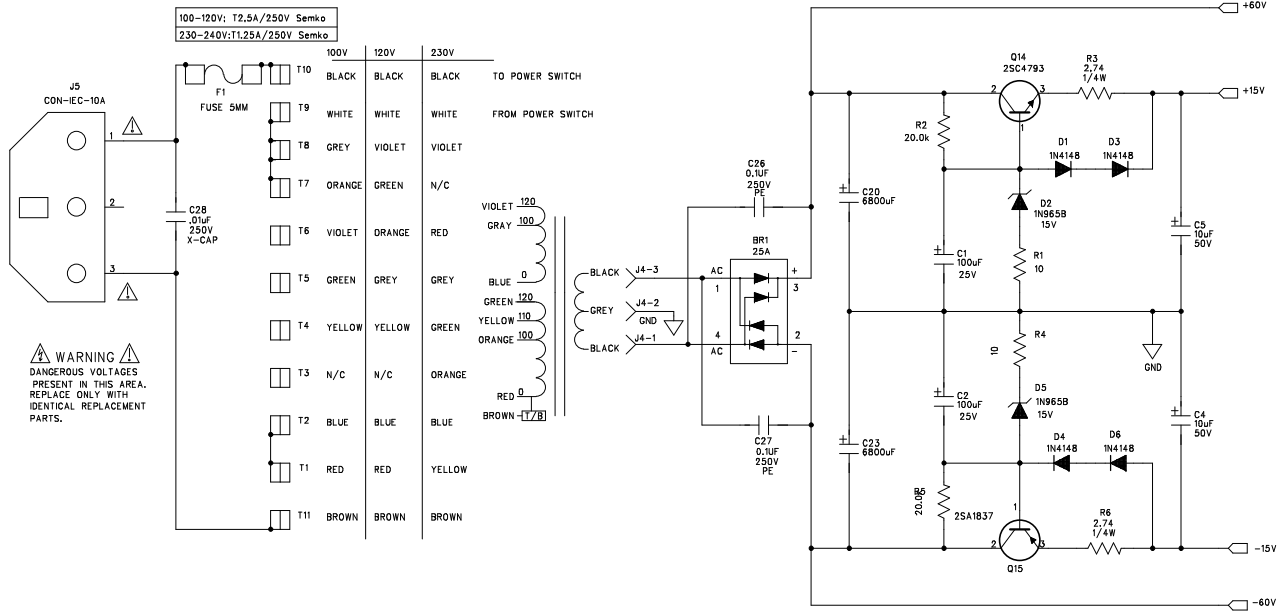 100-120V: T2.5A/250V Semko
230-240V:T1.25A/250V Semko
J5
CON-IEC-10A
1
2
3
F1
FUSE 5MM
C28
.01uF
250V
X-CAP
WARNING
DANGEROUS VOLTAGES
PRESENT IN THIS AREA.
REPLACE ONLY WITH
IDENTICAL REPLACEMENT
PARTS.
100V 120V 230V
T10 BLACK BLACK BLACK TO POWER SWITCH
T9 WHITE WHITE WHITE FROM POWER SWITCH
T8 GREY VIOLET VIOLET
T7 ORANGE GREEN N/C
T6 VIOLET ORANGE RED
T5 GREEN GREY GREY
T4 YELLOW YELLOW GREEN
T3 N/C N/C ORANGE
T2 BLUE BLUE BLUE
T1 RED RED YELLOW
T11 BROWN BROWN BROWN
VIOLET 120
GRAY 100
BLUE 0
GREEN 120
YELLOW 110
ORANGE 100
RED 0
BROWN T/B
BLACK J4-3
GREY J4-2
GND
BLACK J4-1
C26
0.1UF
250V
PE
BR1
25A
AC
1
+
3
4
AC
2
-
C27
0.1UF
250V
PE
+60V
+15V
-15V
-60V
C20
6800uF
C23
6800uF
R2
20.0k
C1
100uF
25V
C2
100uF
25V
R5
Q14
2SC4793
2
3
1
R3
2.74
1/4W
D1
1N4148
D3
1N4148
D2
1N965B
15V
R1
10
R4
10
D5
1N965B
15V
D4
1N4148
D6
1N4148
2SA1837
1
2
3
Q15
R6
2.74
1/4W
C5
10uF
50V
GND
C4
10uF
50V